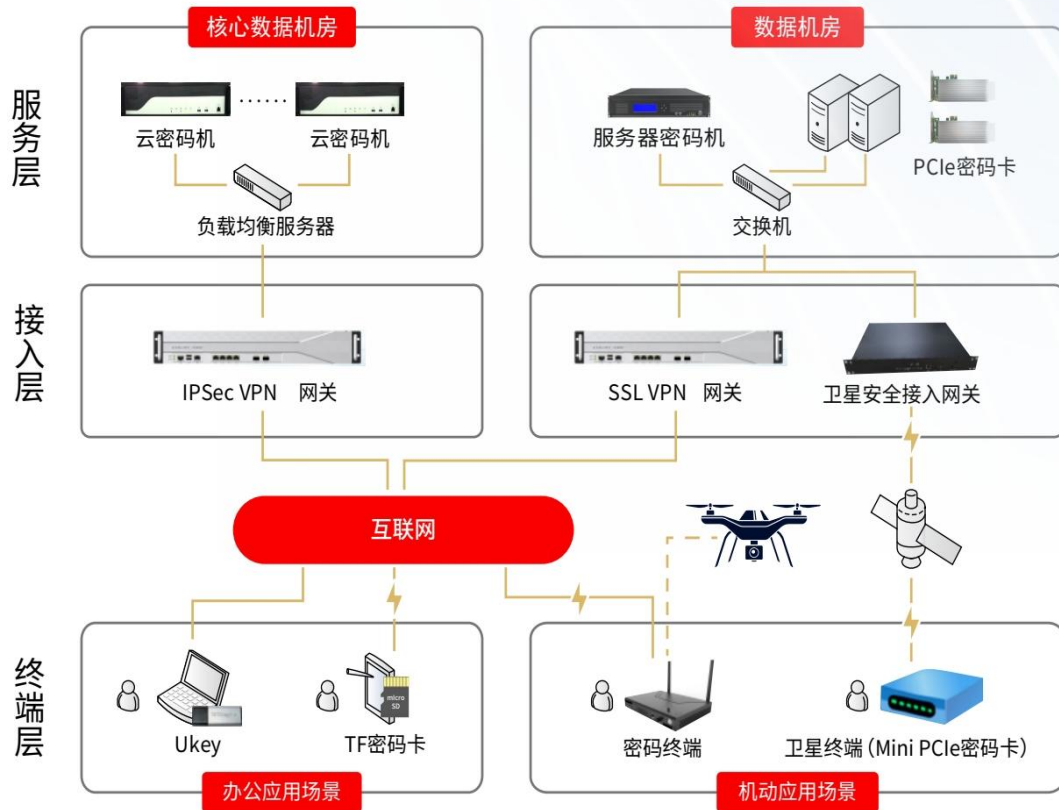 核心数据机房
数据机房
服务层
云密码机
云密码机
服务器密码机
PCIe密码卡
负载均衡服务器
交换机
接入层
IPSec VPN 网关
SSL VPN 网关
卫星安全接入网关
互联网
终端层
micro
SD
Ukey
TF密码卡
密码终端
卫星终端(Mini PCIe密码卡)
办公应用场景
机动应用场景